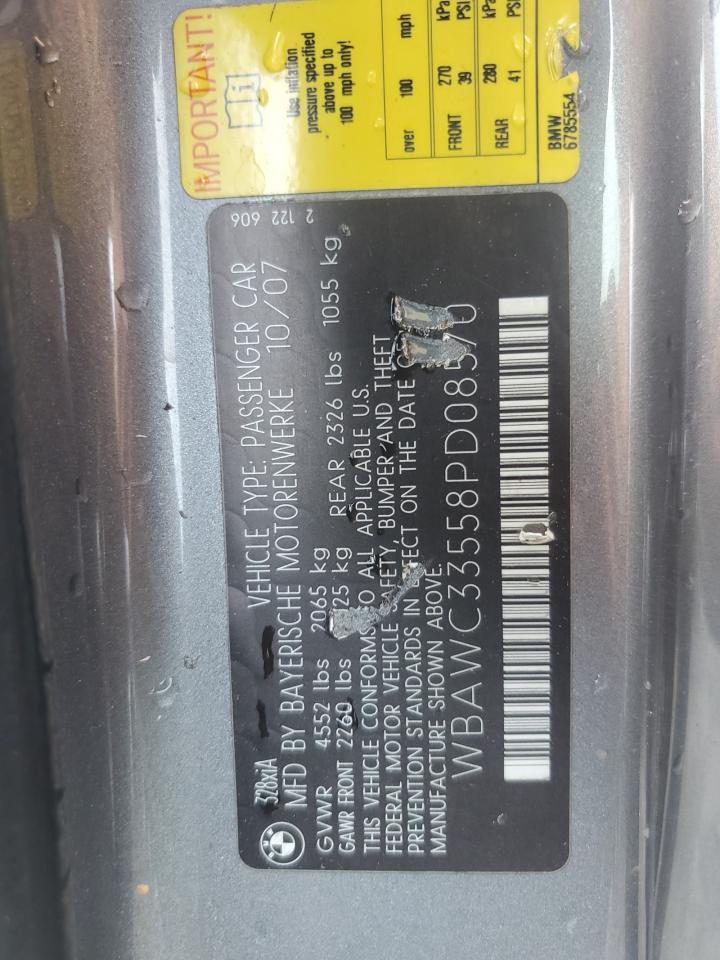 IMPORTANT!
i
Use inflation
pressure specified
above up to
100 mph only!
over 100 mph
kPa PSI
FRONT 270 39
kPa PSI
REAR 280 41
BMW
6785554
2 122 606
328xiA VEHICLE TYPE: PASSENGER CAR
MFD BY BAYERISCHE MOTORENWERKE 10/07
GVWR 4552 lbs 2065 kg
GAWR FRONT 2260 lbs kg REAR 2326 lbs 1055 kg
THIS VEHICLE CONFORMS TO ALL APPLICABLE U.S.
FEDERAL MOTOR VEHICLE SAFETY, BUMPER AND THEFT
PREVENTION STANDARDS IN EFFECT ON THE DATE OF
MANUFACTURE SHOWN ABOVE.
WBAWC33558PD08570